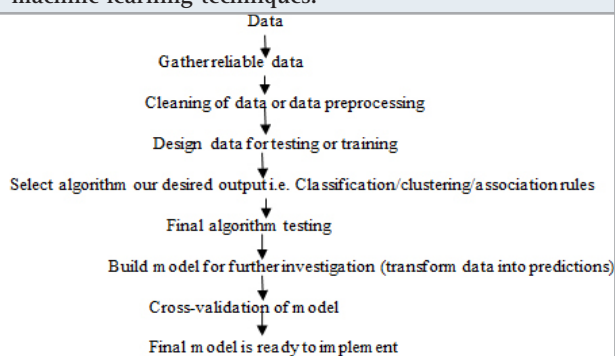 machine learning techniques.
Data
Gather reliable data
Cleaning of data or data preprocessing
Design data for testing or training
Select algorithm our desired output i.e. Classification/clustering/association rules
Final algorithm testing
Build model for further investigation (transform data into predictions)
Cross-validation of model
Final model is ready to implement